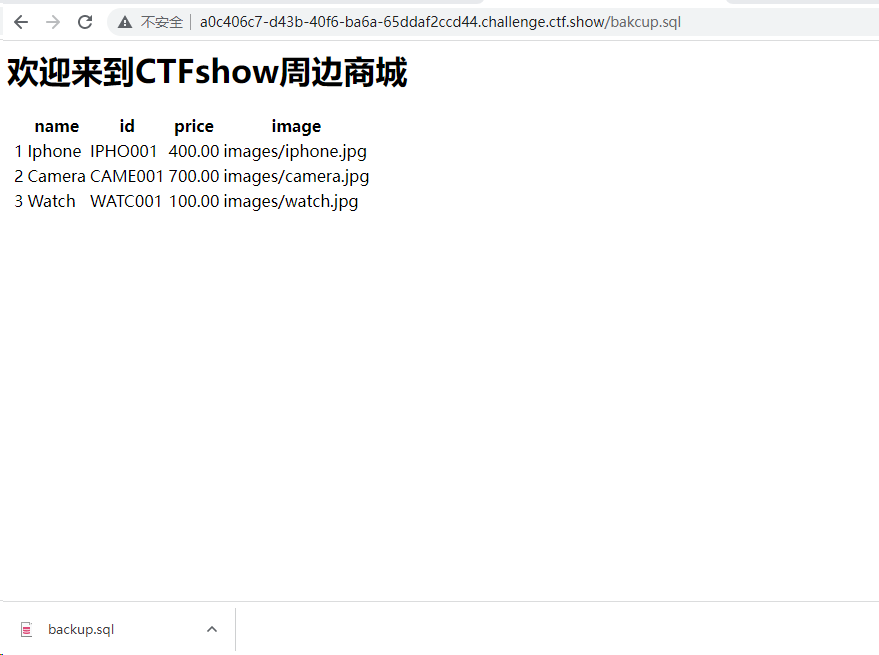 不安全 a0c406c7-d43b-40f6-ba6a-65ddaf2ccd44.challenge.ctf.show/bakcup.sql
欢迎来到CTFshow周边商城
name id price image
1 Iphone IPHO001 400.00 images/iphone.jpg
2 Camera CAME001 700.00 images/camera.jpg
3 Watch WATC001 100.00 images/watch.jpg
backup.sql